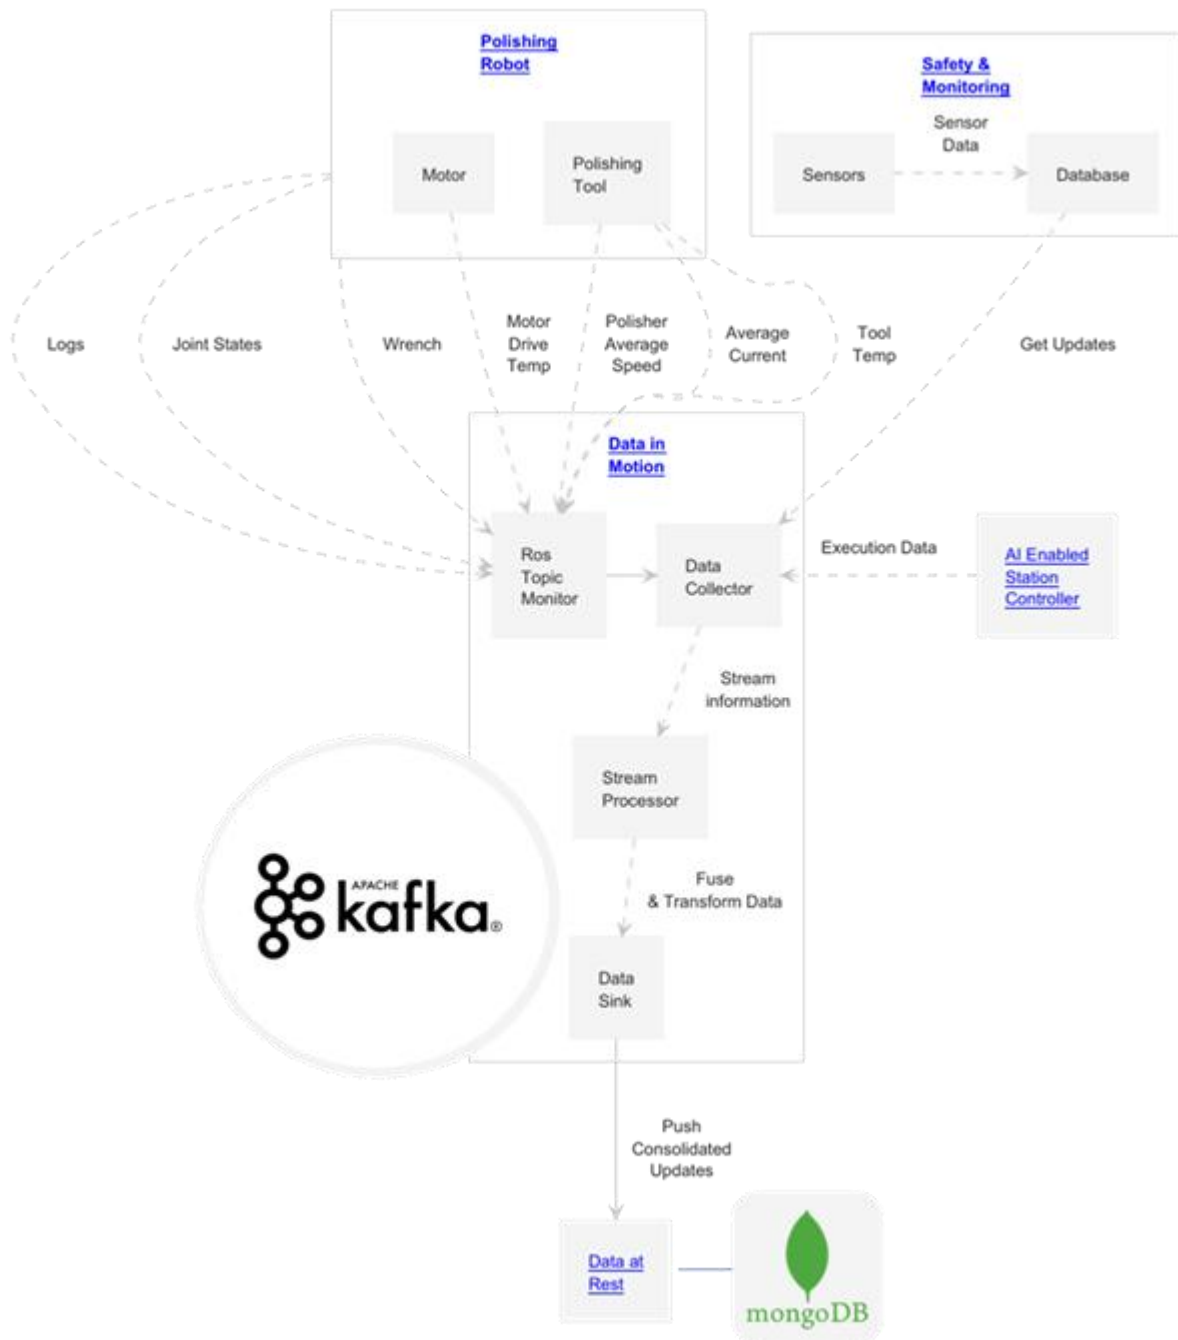 Polishing
Robot
Safety &
Monitoring
Sensor
Data
Motor
Polishing
Tool
Sensors
Database
Logs
Joint States
Wrench
Motor
Drive
Temp
Polisher
Average
Speed
Average
Current
Tool
Temp
Get Updates
Data in
Motion
Ros
Topic
Monitor
Data
Collector
Execution Data
AI Enabled
Station
Controller
Stream
information
Stream
Processor
APACHE
kafka®
Fuse
& Transform Data
Data
Sink
Push
Consolidated
Updates
Data at
Rest
mongoDB